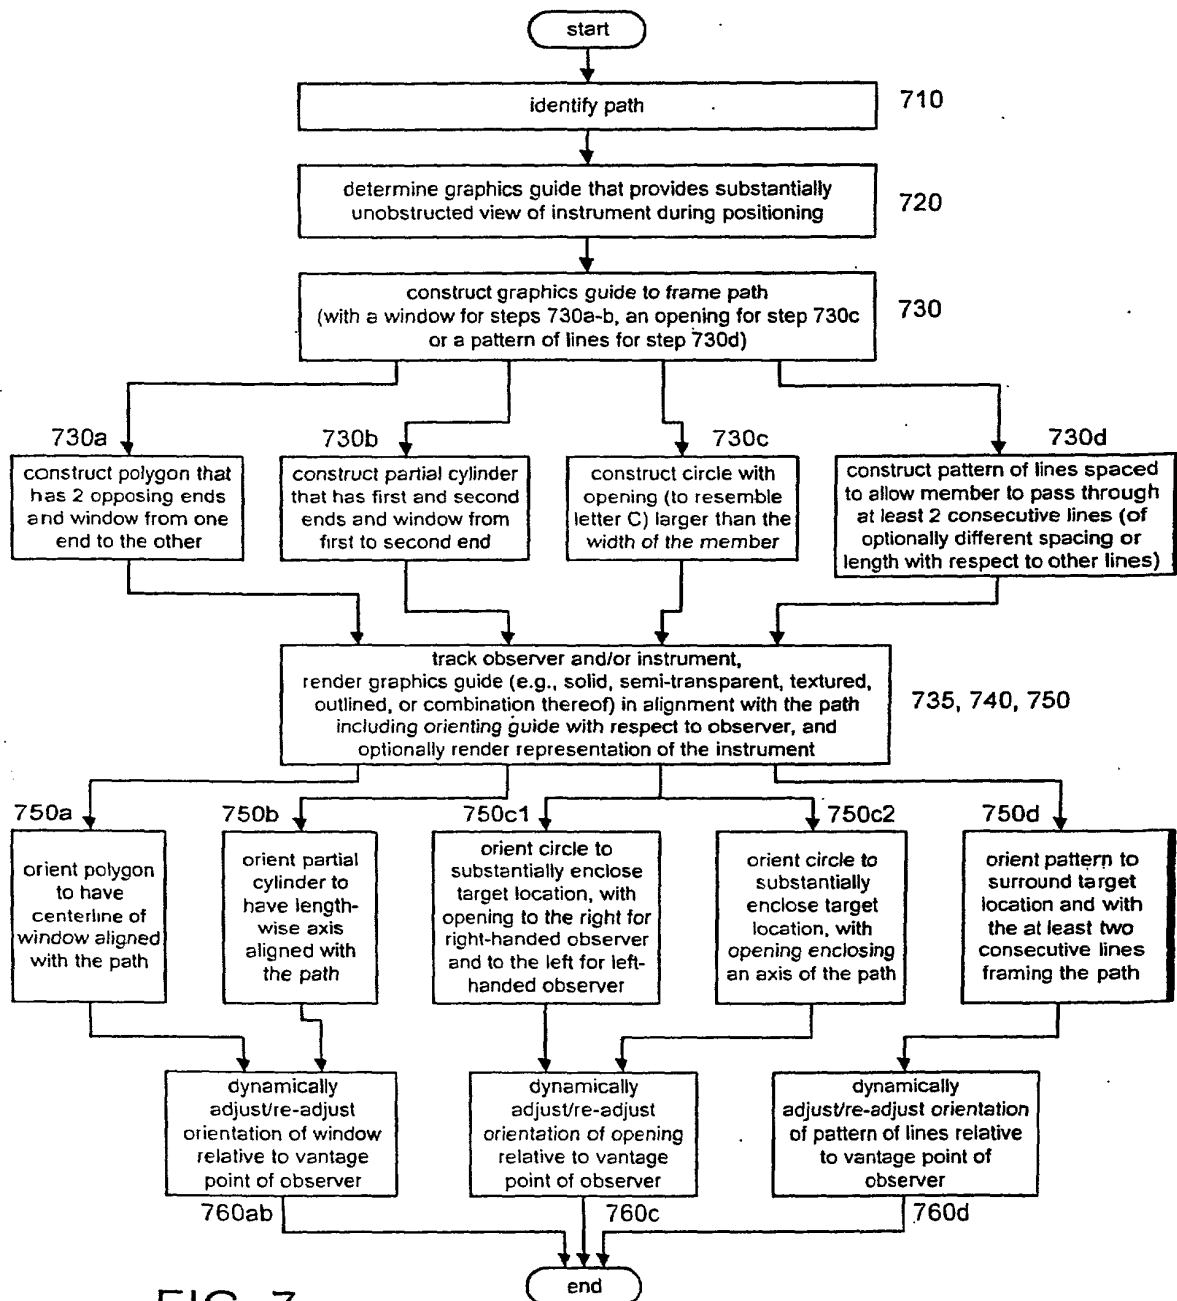 start
identify path
710
determine graphics guide that provides substantially
unobstructed view of instrument during positioning
720
construct graphics guide to frame path
(with a window for steps 730a-b, an opening for step 730c
or a pattern of lines for step 730d)
730
730a
construct polygon that
has 2 opposing ends
and window from one
end to the other
730b
construct partial cylinder
that has first and second
ends and window from
first to second end
730c
construct circle with
opening (to resemble
letter C) larger than the
width of the member
730d
construct pattern of lines spaced
to allow member to pass through
at least 2 consecutive lines (of
optionally different spacing or
length with respect to other lines)
track observer and/or instrument,
render graphics guide (e.g., solid, semi-transparent, textured,
outlined, or combination thereof) in alignment with the path
including orienting guide with respect to observer, and
optionally render representation of the instrument
735, 740, 750
750a
orient polygon
to have
centerline of
window aligned
with the path
750b
orient partial
cylinder to
have length-
wise axis
aligned with
the path
750c1
orient circle to
substantially enclose
target location, with
opening to the right for
right-handed observer
and to the left for left-
handed observer
750c2
orient circle to
substantially
enclose target
location, with
opening enclosing
an axis of the path
750d
orient pattern to
surround target
location and with
the at least two
consecutive lines
framing the path
dynamically
adjust/re-adjust
orientation of window
relative to vantage
point of observer
760ab
dynamically
adjust/re-adjust
orientation of opening
relative to vantage
point of observer
760c
dynamically
adjust/re-adjust orientation
of pattern of lines relative
to vantage point of
observer
760d
end
FIG. 7